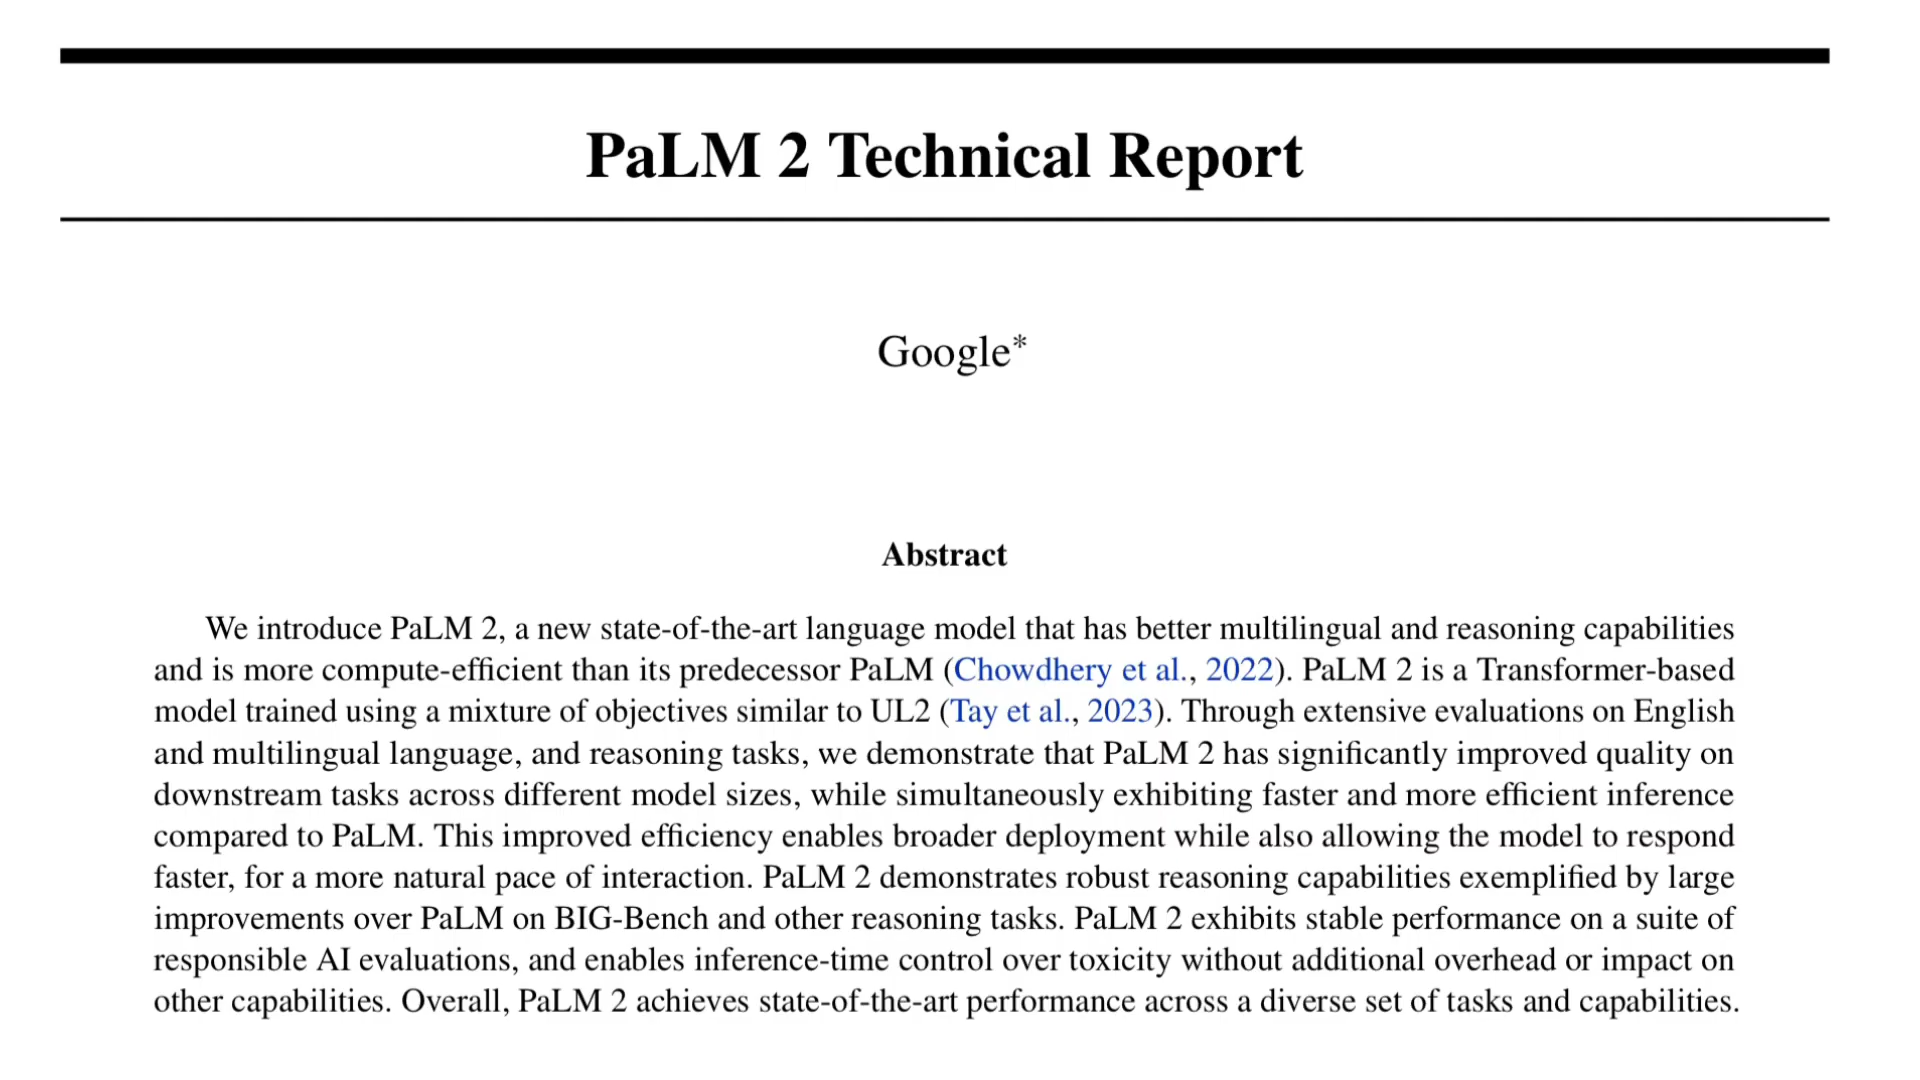 PaLM 2 Technical Report
Google*
Abstract
We introduce PaLM 2, a new state-of-the-art language model that has better multilingual and reasoning capabilities
and is more compute-efficient than its predecessor PaLM (Chowdhery et al., 2022). PaLM 2 is a Transformer-based
model trained using a mixture of objectives similar to UL2 (Tay et al., 2023). Through extensive evaluations on English
and multilingual language, and reasoning tasks, we demonstrate that PaLM 2 has significantly improved quality on
downstream tasks across different model sizes, while simultaneously exhibiting faster and more efficient inference
compared to PaLM. This improved efficiency enables broader deployment while also allowing the model to respond
faster, for a more natural pace of interaction. PaLM 2 demonstrates robust reasoning capabilities exemplified by large
improvements over PaLM on BIG-Bench and other reasoning tasks. PaLM 2 exhibits stable performance on a suite of
responsible AI evaluations, and enables inference-time control over toxicity without additional overhead or impact on
other capabilities. Overall, PaLM 2 achieves state-of-the-art performance across a diverse set of tasks and capabilities.